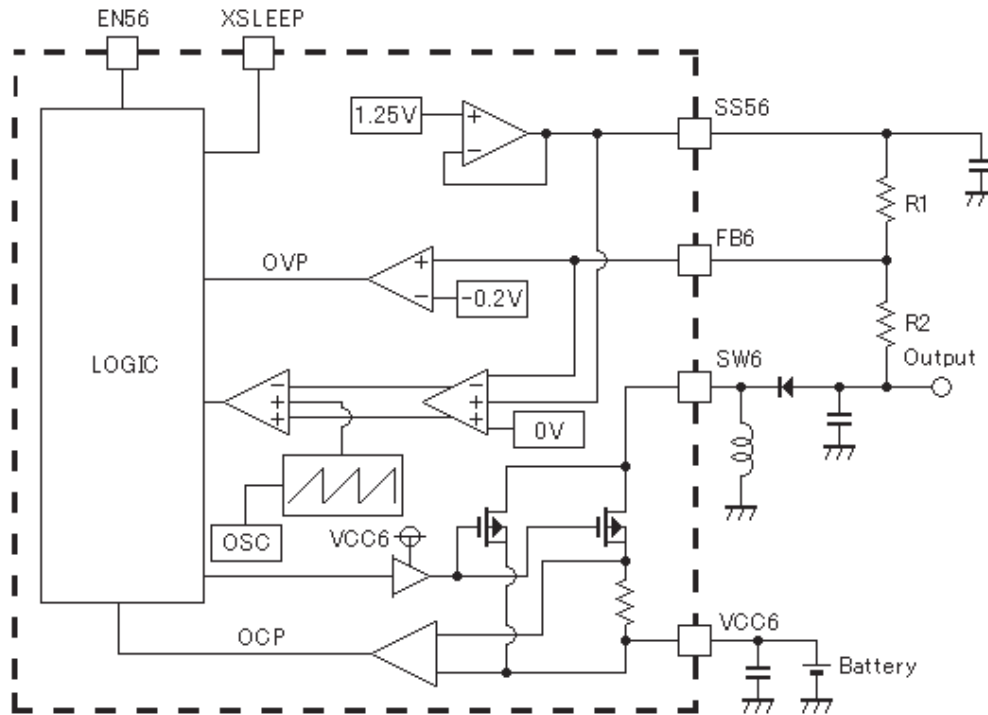 EN56
XSLEEP
1.25V
+
−
SS56
R1
FB6
OVP
+
−
-0.2V
R2
LOGIC
SW6
Output
−
+
+
−
+
+
0V
OSC
VCC6
OCP
VCC6
Battery